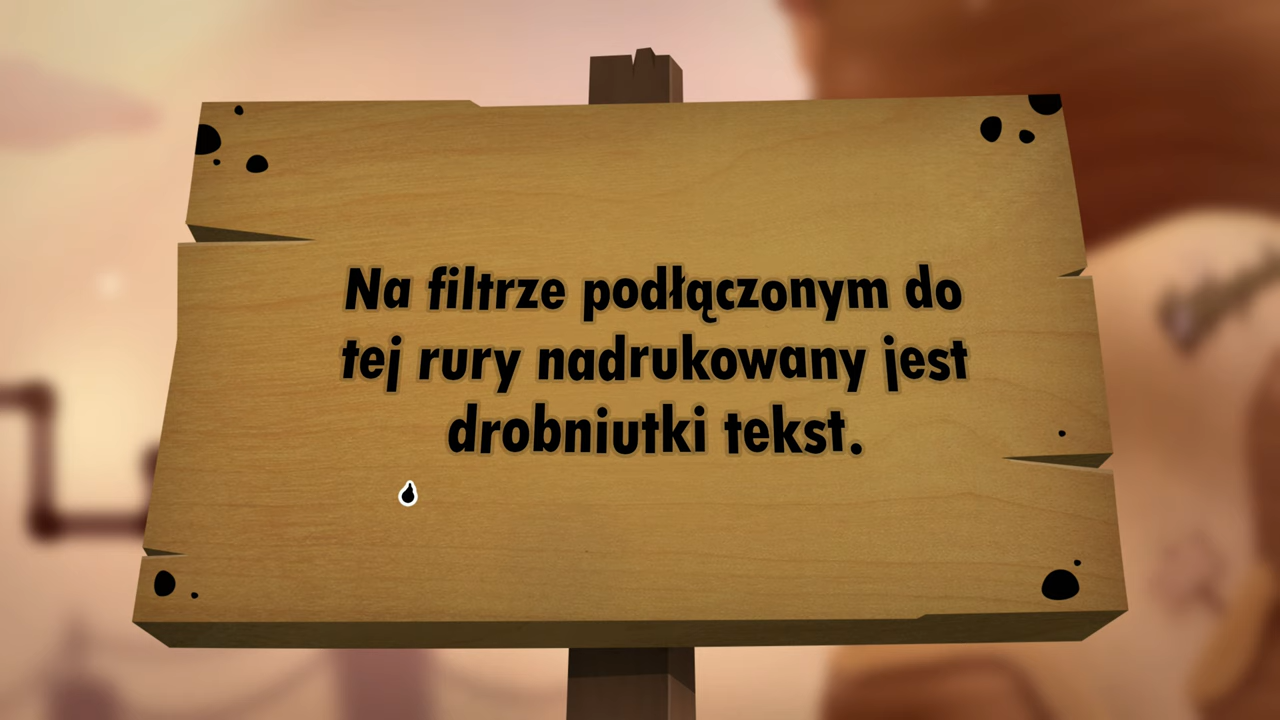 Na filtrze podłączonym do
tej rury nadrukowany jest
drobniutki tekst.